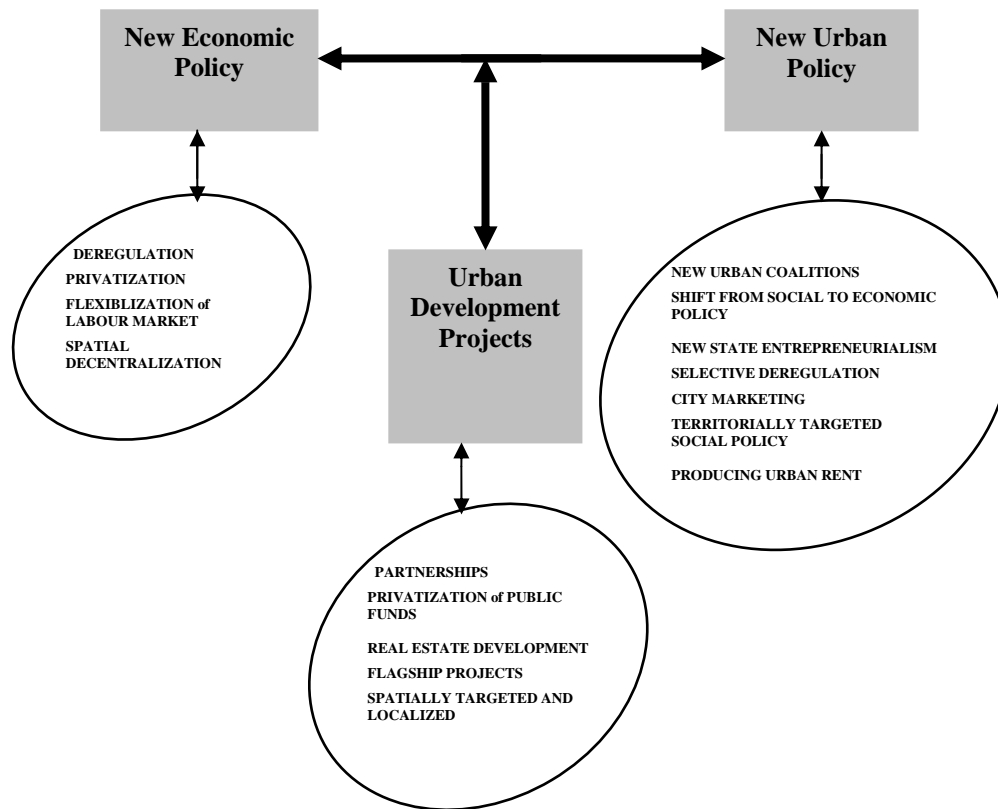 New Economic
Policy
New Urban
Policy
Urban
Development
Projects
DEREGULATION
PRIVATIZATION
FLEXIBLIZATION of
LABOUR MARKET
SPATIAL
DECENTRALIZATION
NEW URBAN COALITIONS
SHIFT FROM SOCIAL TO ECONOMIC
POLICY
NEW STATE ENTREPRENEURIALISM
SELECTIVE DEREGULATION
CITY MARKETING
TERRITORIALLY TARGETED
SOCIAL POLICY
PRODUCING URBAN RENT
PARTNERSHIPS
PRIVATIZATION of PUBLIC
FUNDS
REAL ESTATE DEVELOPMENT
FLAGSHIP PROJECTS
SPATIALLY TARGETED AND
LOCALIZED